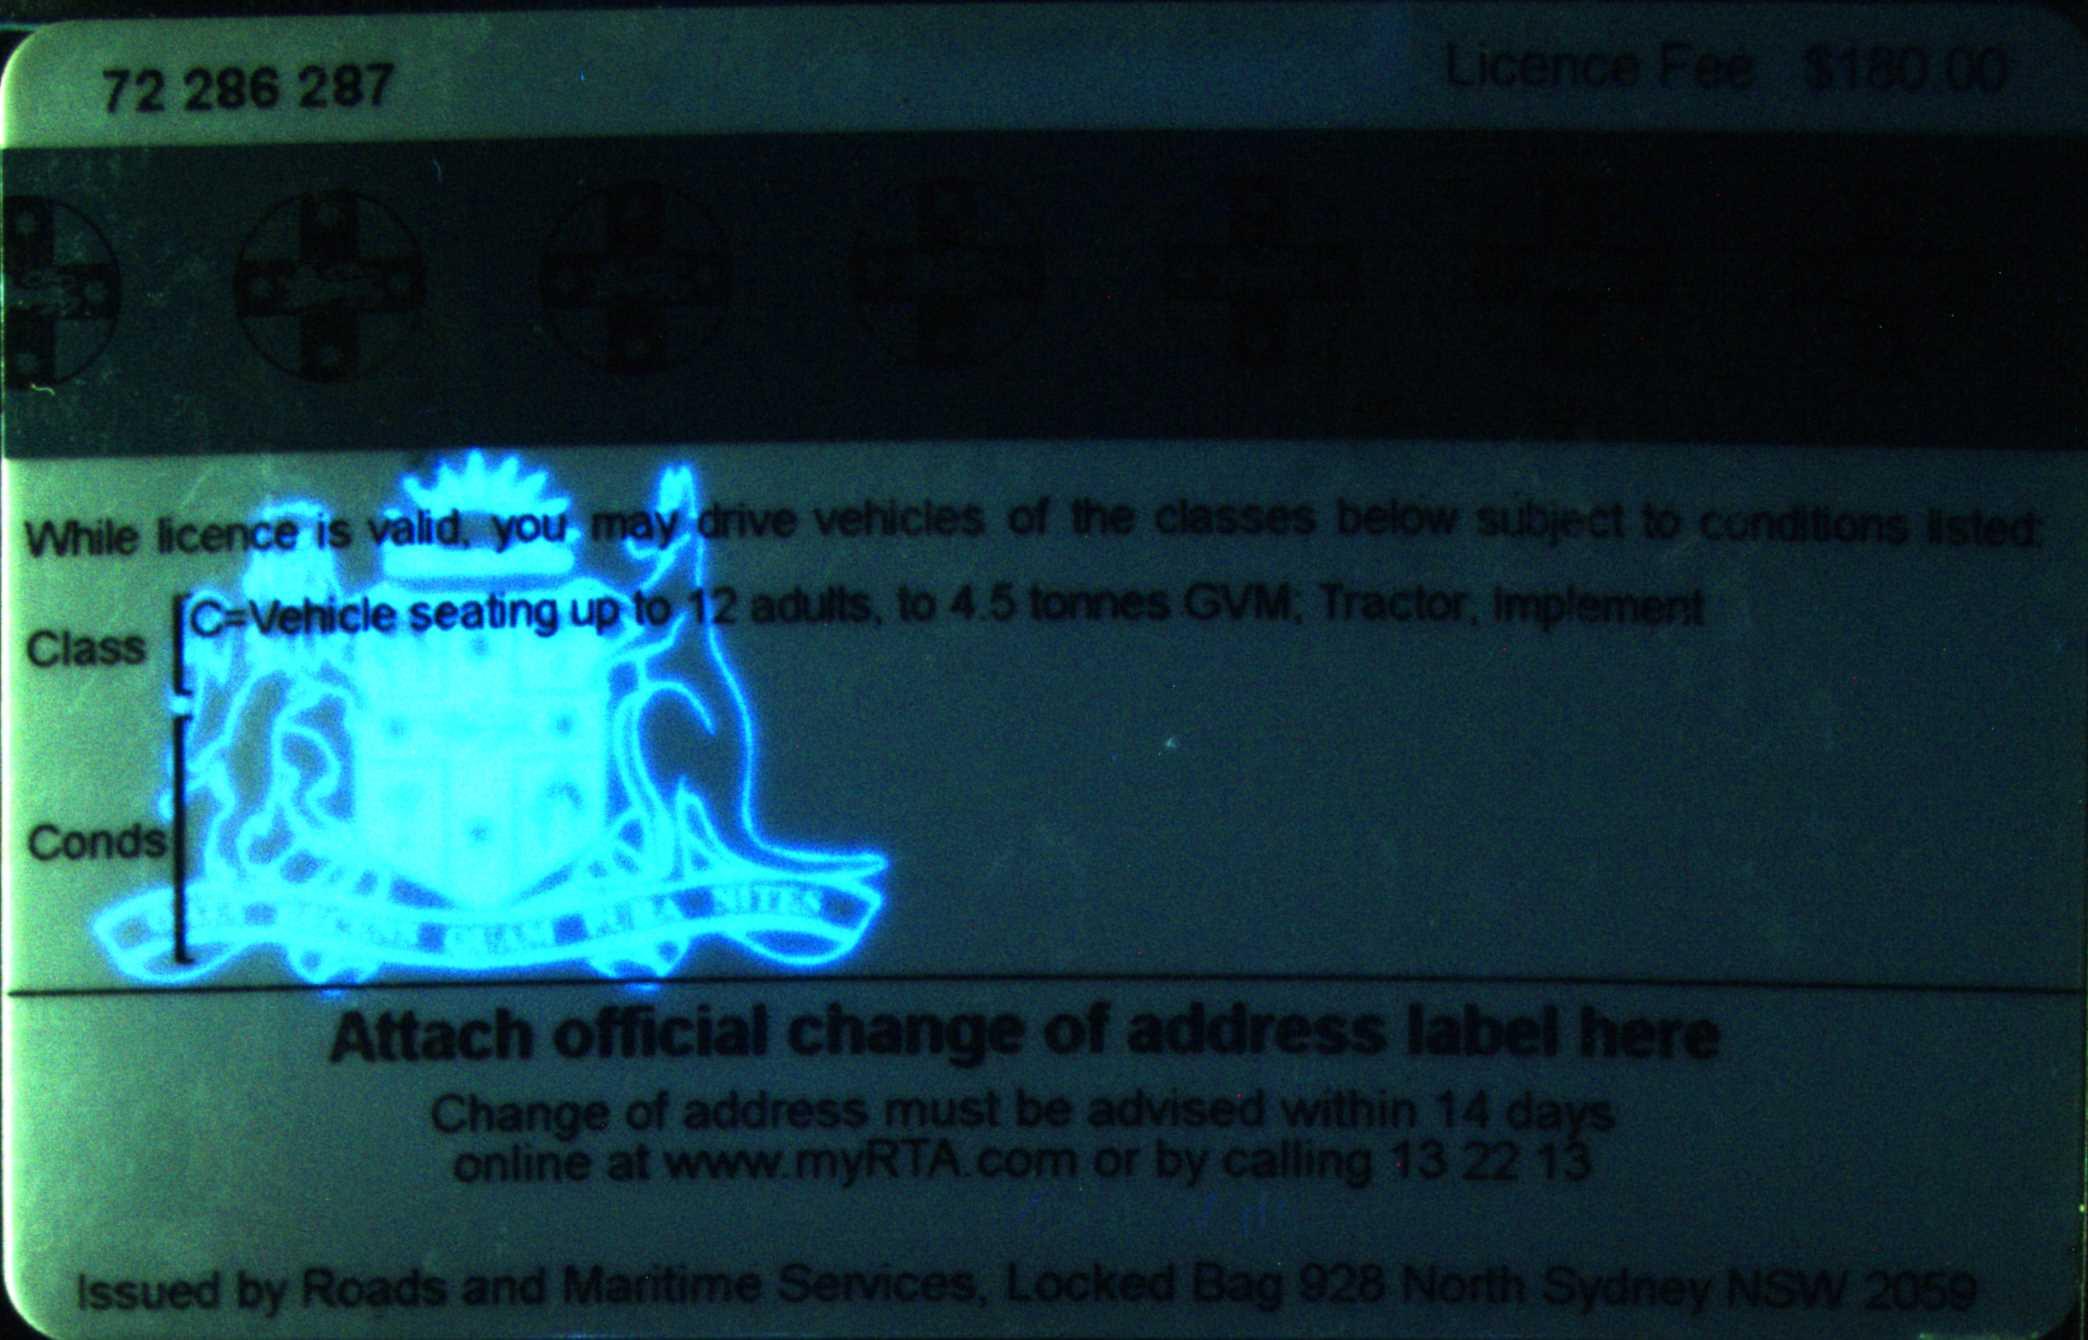 72 286 287
Licence Fee $180.00
While licence is valid, you may drive vehicles of the classes below subject to conditions listed:
C=Vehicle seating up to 12 adults, to 4.5 tonnes GVM; Tractor, Implement
Class
Conds
QUAM PURA NITES
Attach official change of address label here
Change of address must be advised within 14 days
online at www.myRTA.com or by calling 13 22 13
Issued by Roads and Maritime Services, Locked Bag 928 North Sydney NSW 2059